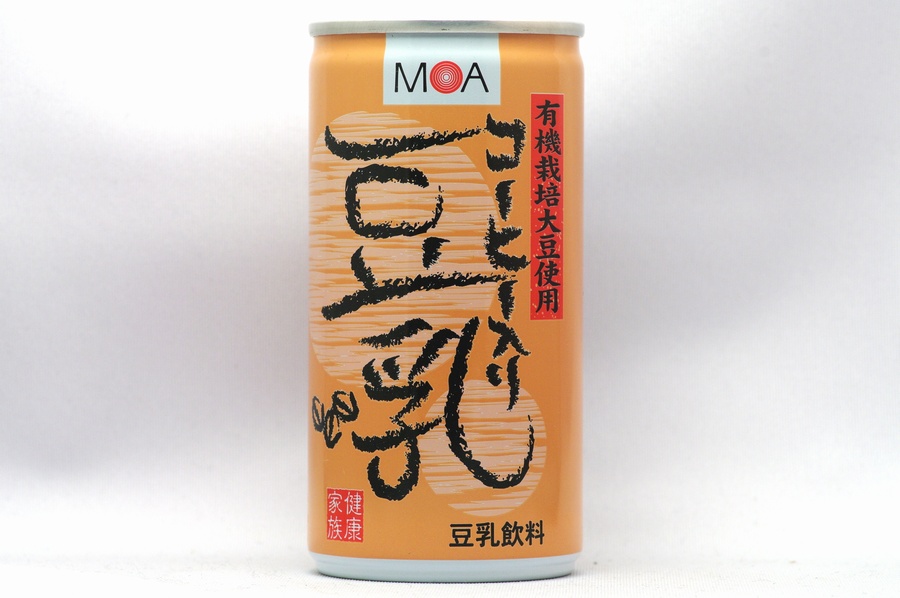 MOA
有機栽培大豆使用
コーヒー入り
豆乳
健康
家族
豆乳飲料